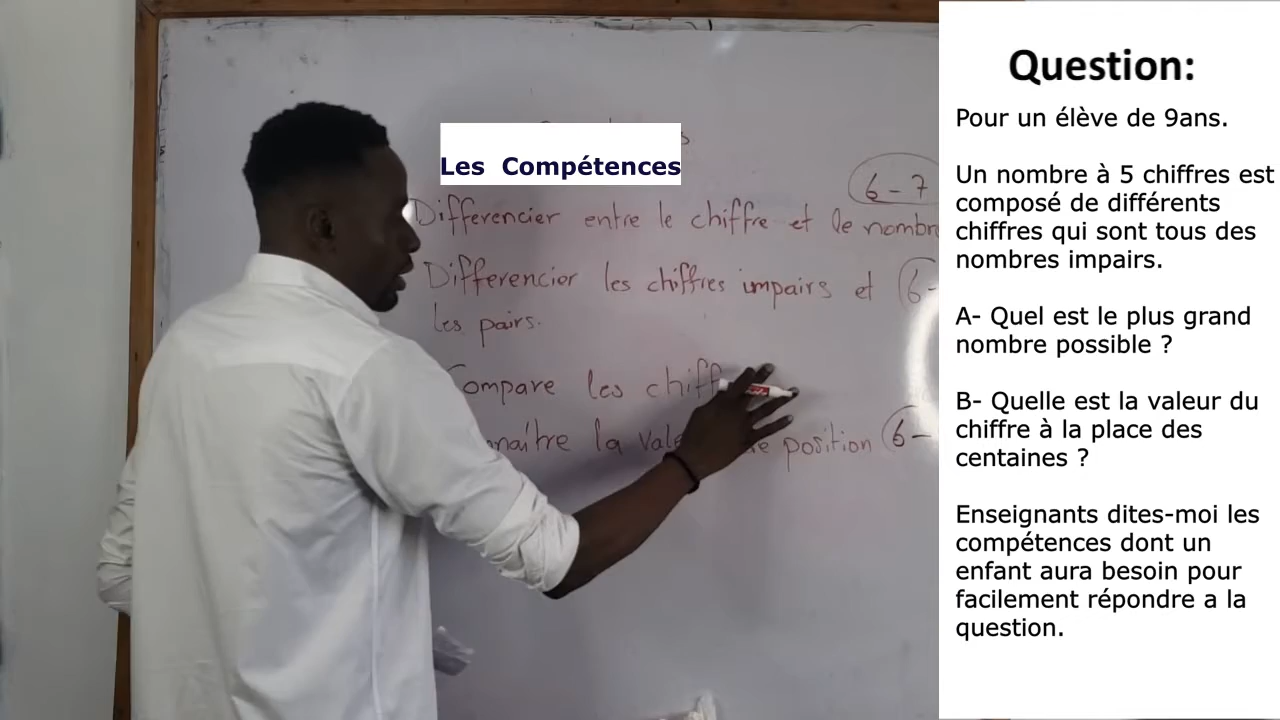 Les Compétences
6-7
Differencier entre le chiffre et le nombre
Differencier les chiffres impairs et (6-
les pairs.
Compare les chiff
la position (6-
Question:
Pour un élève de 9ans.
Un nombre à 5 chiffres est
composé de différents
chiffres qui sont tous des
nombres impairs.
A- Quel est le plus grand
nombre possible ?
B- Quelle est la valeur du
chiffre à la place des
centaines ?
Enseignants dites-moi les
compétences dont un
enfant aura besoin pour
facilement répondre a la
question.